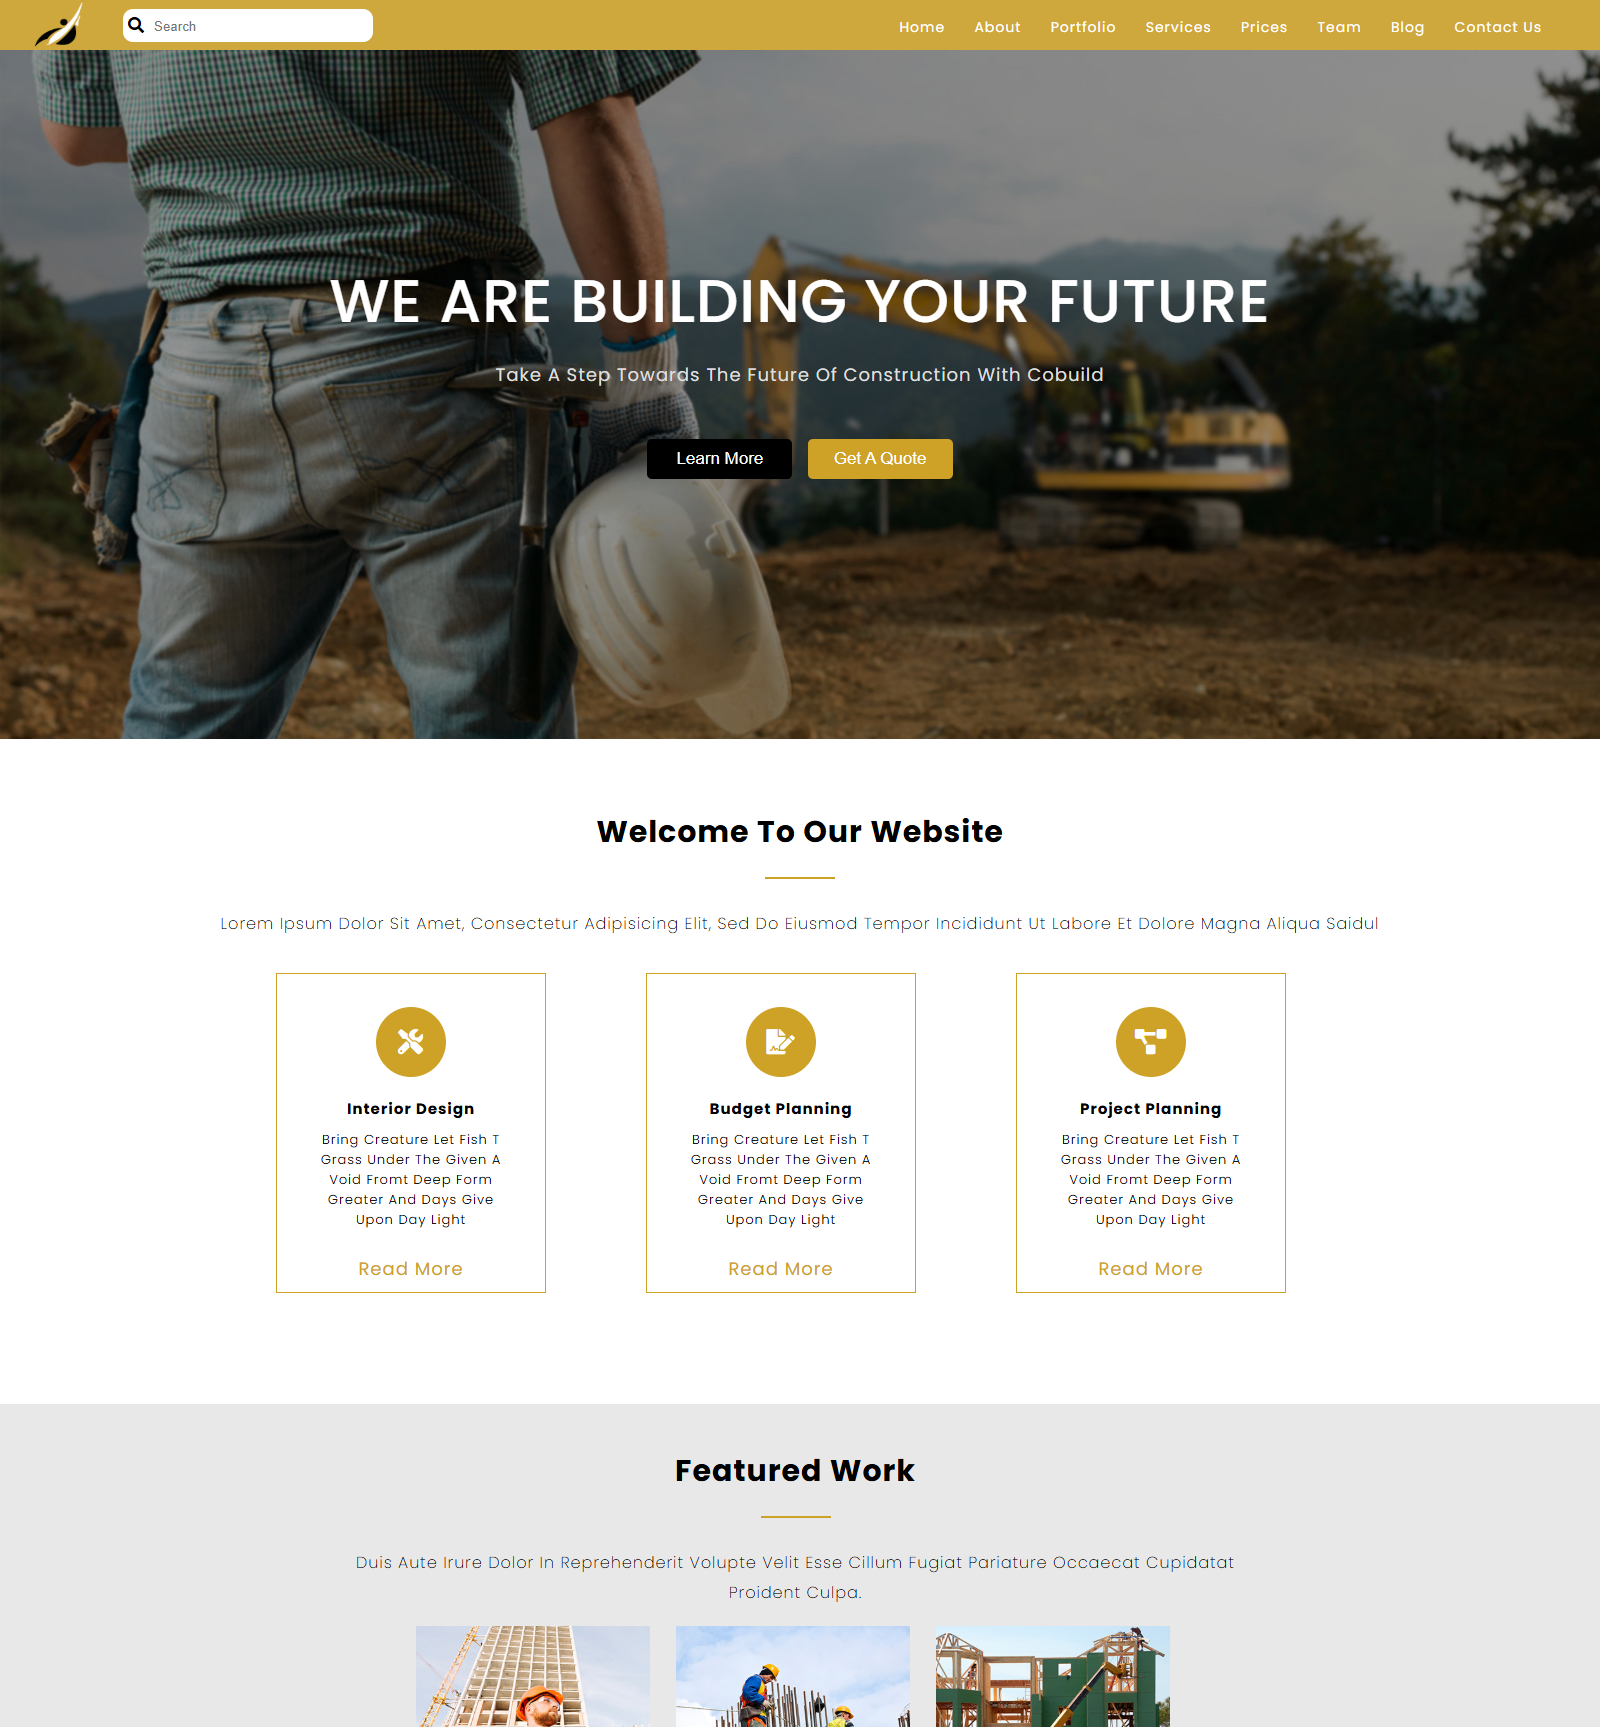 Search
Home About Portfolio Services Prices Team Blog Contact Us
WE ARE BUILDING YOUR FUTURE
Take A Step Towards The Future Of Construction With Cobuild
Learn More Get A Quote
Welcome To Our Website
Lorem Ipsum Dolor Sit Amet, Consectetur Adipisicing Elit, Sed Do Eiusmod Tempor Incididunt Ut Labore Et Dolore Magna Aliqua Saidul
Interior Design
Bring Creature Let Fish T
Grass Under The Given A
Void Fromt Deep Form
Greater And Days Give
Upon Day Light
Read More
Budget Planning
Bring Creature Let Fish T
Grass Under The Given A
Void Fromt Deep Form
Greater And Days Give
Upon Day Light
Read More
Project Planning
Bring Creature Let Fish T
Grass Under The Given A
Void Fromt Deep Form
Greater And Days Give
Upon Day Light
Read More
Featured Work
Duis Aute Irure Dolor In Reprehenderit Volupte Velit Esse Cillum Fugiat Pariature Occaecat Cupidatat
Proident Culpa.